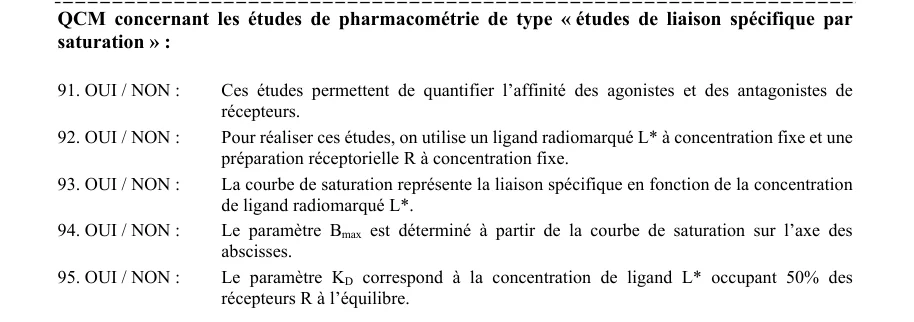 QCM concernant les études de pharmacométrie de type « études de liaison spécifique par
saturation » :
91. OUI / NON : Ces études permettent de quantifier l'affinité des agonistes et des antagonistes de
récepteurs.
92. OUI / NON : Pour réaliser ces études, on utilise un ligand radiomarqué L* à concentration fixe et une
préparation réceptorielle R à concentration fixe.
93. OUI / NON : La courbe de saturation représente la liaison spécifique en fonction de la concentration
de ligand radiomarqué L*.
94. OUI / NON : Le paramètre Bmax est déterminé à partir de la courbe de saturation sur l'axe des
abscisses.
95. OUI / NON : Le paramètre KD correspond à la concentration de ligand L* occupant 50% des
récepteurs R à l'équilibre.